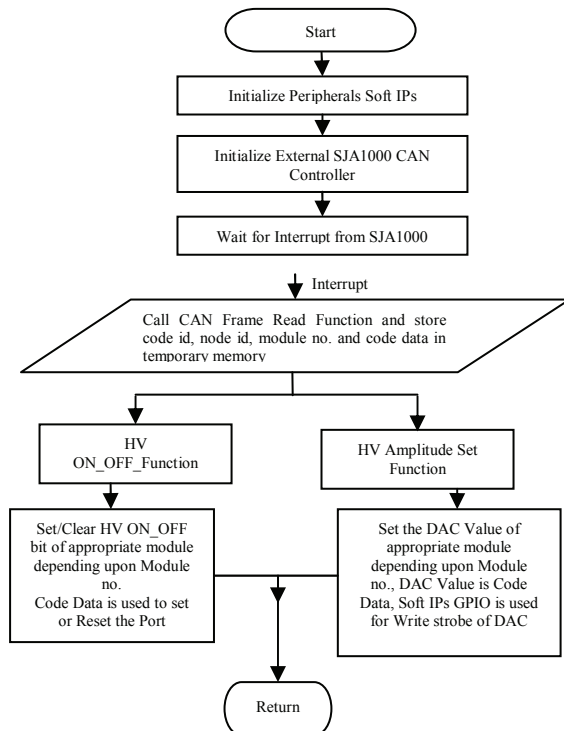 Start
Initialize Peripherals Soft IPs
Initialize External SJA1000 CAN
Controller
Wait for Interrupt from SJA1000
Interrupt
Call CAN Frame Read Function and store
code id, node id, module no. and code data in
temporary memory
HV
ON_OFF_Function
HV Amplitude Set
Function
Set/Clear HV ON_OFF
bit of appropriate module
depending upon Module
no.
Code Data is used to set
or Reset the Port
Set the DAC Value of
appropriate module
depending upon Module
no., DAC Value is Code
Data, Soft IPs GPIO is used
for Write strobe of DAC
Return